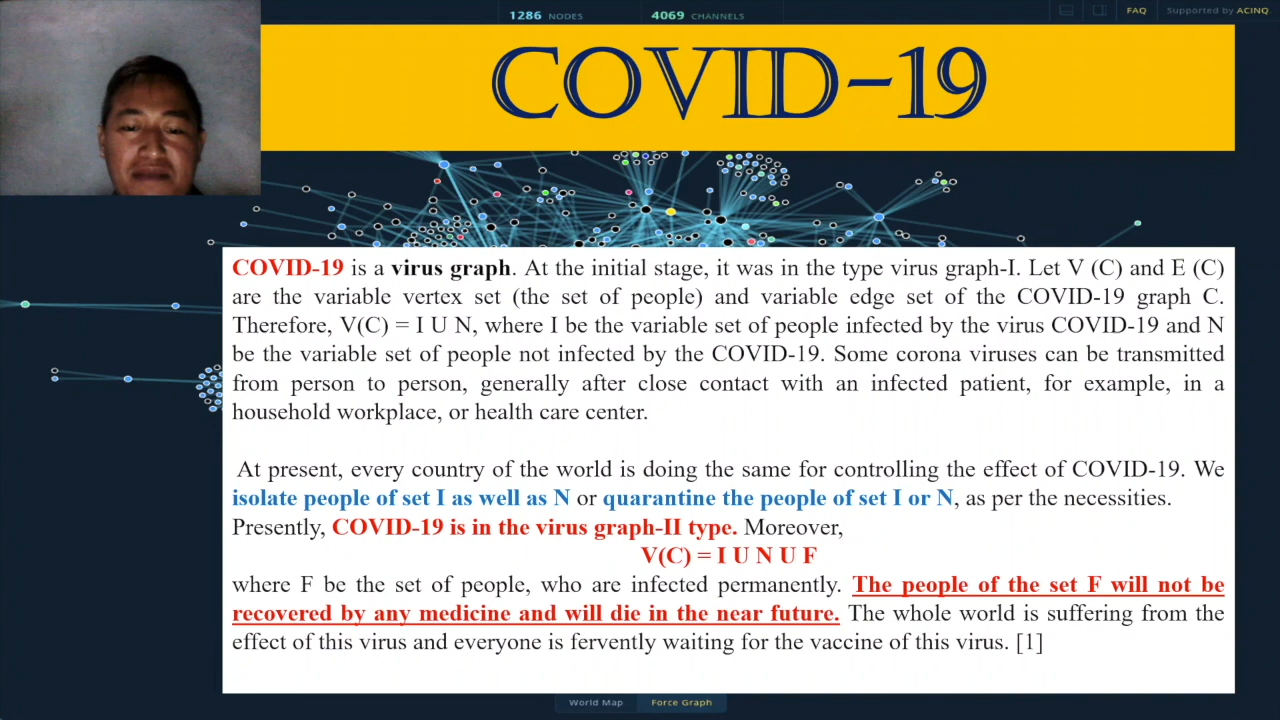 1286 NODES 4069 CHANNELS FAQ Supported by ACINQ
COVID-19
COVID-19 is a virus graph. At the initial stage, it was in the type virus graph-I. Let V (C) and E (C)
are the variable vertex set (the set of people) and variable edge set of the COVID-19 graph C.
Therefore, V(C) = I U N, where I be the variable set of people infected by the virus COVID-19 and N
be the variable set of people not infected by the COVID-19. Some corona viruses can be transmitted
from person to person, generally after close contact with an infected patient, for example, in a
household workplace, or health care center.
At present, every country of the world is doing the same for controlling the effect of COVID-19. We
isolate people of set I as well as N or quarantine the people of set I or N, as per the necessities.
Presently, COVID-19 is in the virus graph-II type. Moreover,
V(C) = I U N U F
where F be the set of people, who are infected permanently. The people of the set F will not be
recovered by any medicine and will die in the near future. The whole world is suffering from the
effect of this virus and everyone is fervently waiting for the vaccine of this virus. [1]
World Map Force Graph